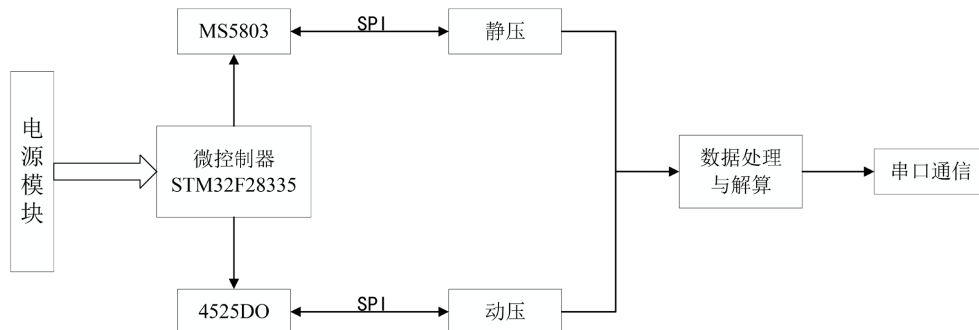 MS5803
SPI
静压
电源模块
微控制器
STM32F28335
数据处理
与解算
串口通信
4525DO
SPI
动压